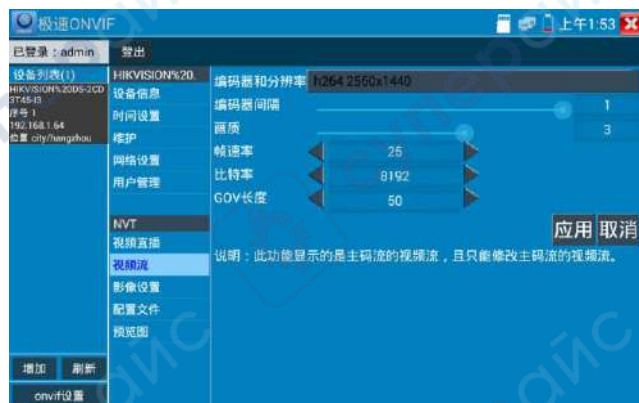 极速ONVIF
上午1:53
已登录：admin
登出
设备列表(1)
HIKVISION%20DS-2CD
3T45-I3
序号 1
192.168.1.64
位置 city/hangzhou
增加
刷新
onvif设置
HIKVISION%20.
设备信息
时间设置
维护
网络设置
用户管理
NVT
视频直播
视频流
影像设置
配置文件
预览图
编码器和分辨率 h264 2560x1440
编码器间隔 1
画质 3
帧速率 25
比特率 8192
GOV长度 50
应用 取消
说明：此功能显示的是主码流的视频流，且只能修改主码流的视频流。